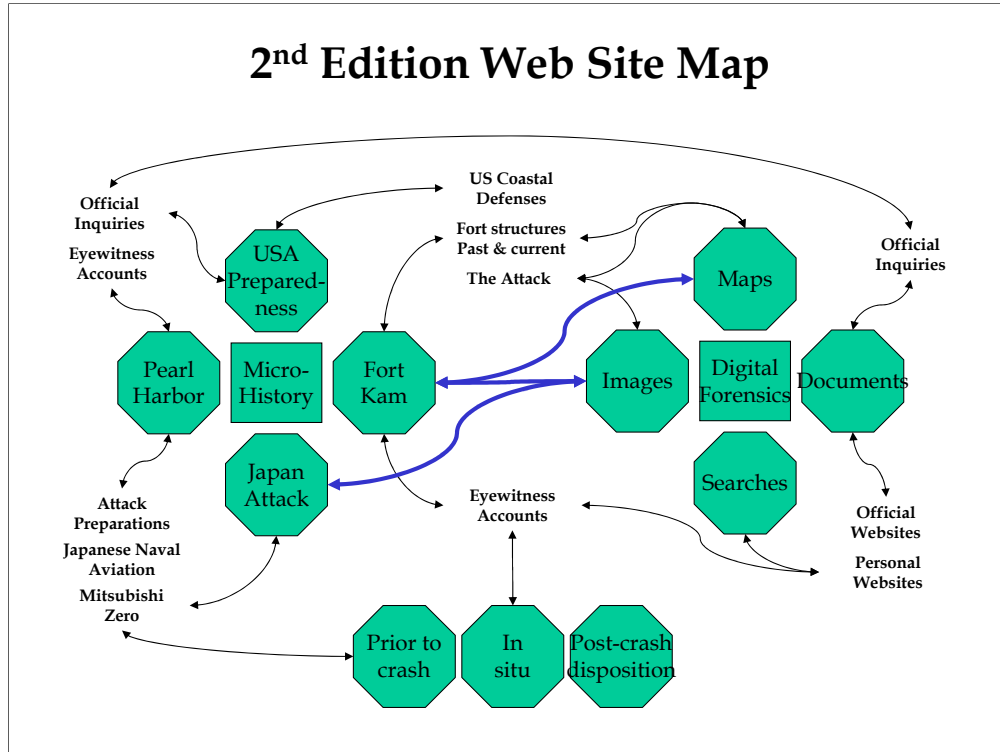 2nd Edition Web Site Map
US Coastal
Defenses
Official
Inquiries
Fort structures
Past & current
Eyewitness
Accounts
USA
Prepared-
ness
The Attack
Maps
Official
Inquiries
Pearl
Harbor
Micro-
History
Fort
Kam
Images
Digital
Forensics
Documents
Japan
Attack
Searches
Attack
Preparations
Eyewitness
Accounts
Official
Websites
Japanese Naval
Aviation
Personal
Websites
Mitsubishi
Zero
Prior to
crash
In
situ
Post-crash
disposition